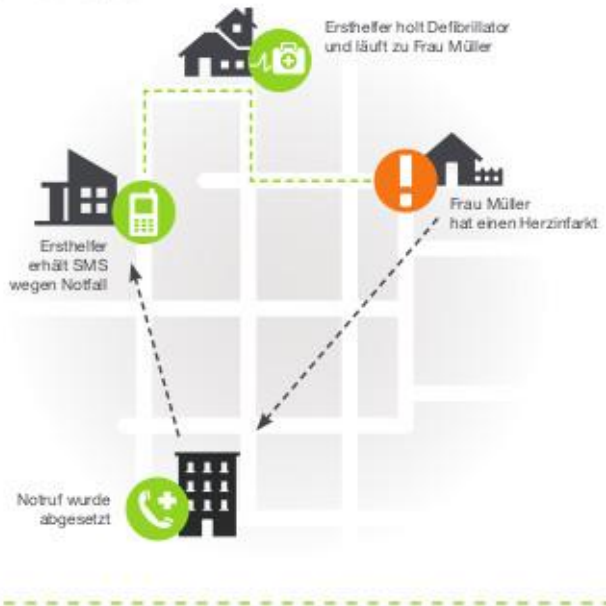 Ersthelfer holt Defibrillator
und läuft zu Frau Müller
Frau Müller
hat einen Herzinfarkt
Ersthelfer
erhält SMS
wegen Notfall
Notruf wurde
abgesetzt